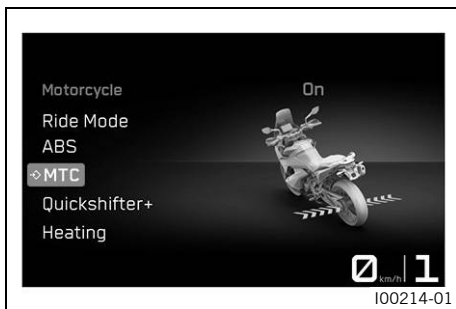 Motorcycle
On
Ride Mode
ABS
MTC
Quickshifter+
Heating
0 km/h 1
I00214-01